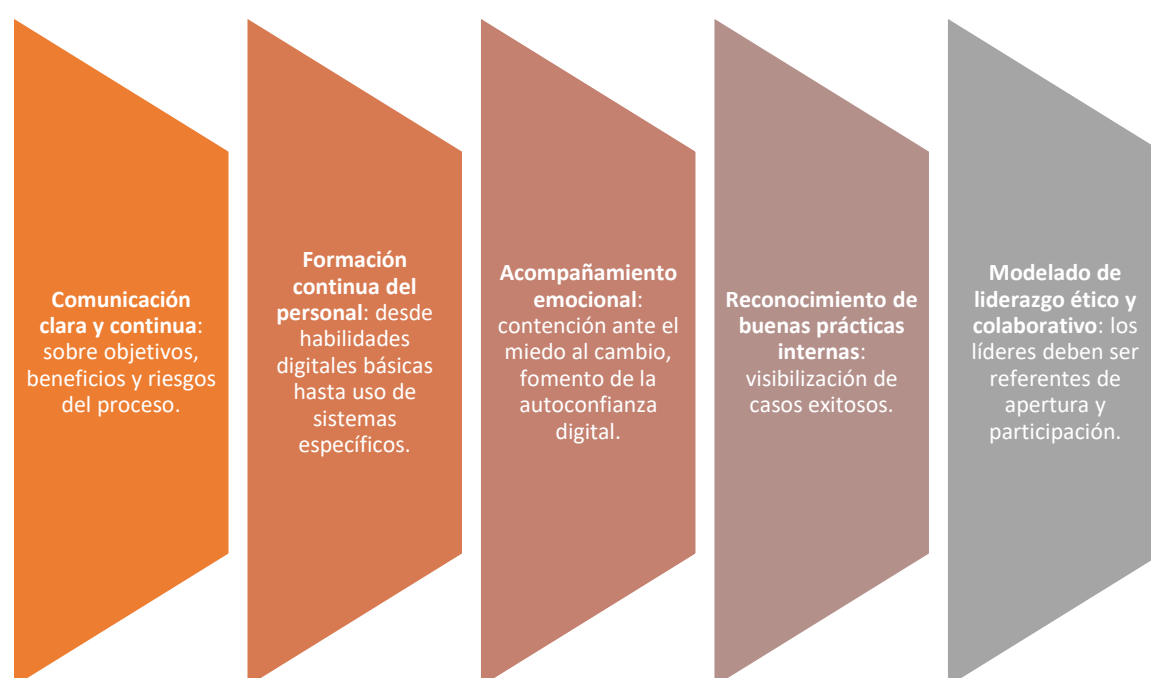 Comunicación
clara y continua:
sobre objetivos,
beneficios y riesgos
del proceso.
Formación
continua del
personal: desde
habilidades
digitales básicas
hasta uso de
sistemas
específicos.
Acompañamiento
emocional:
contención ante el
miedo al cambio,
fomento de la
autoconfianza
digital.
Reconocimiento de
buenas prácticas
internas:
visibilización de
casos exitosos.
Modelado de
liderazgo ético y
colaborativo: los
líderes deben ser
referentes de
apertura y
participación.